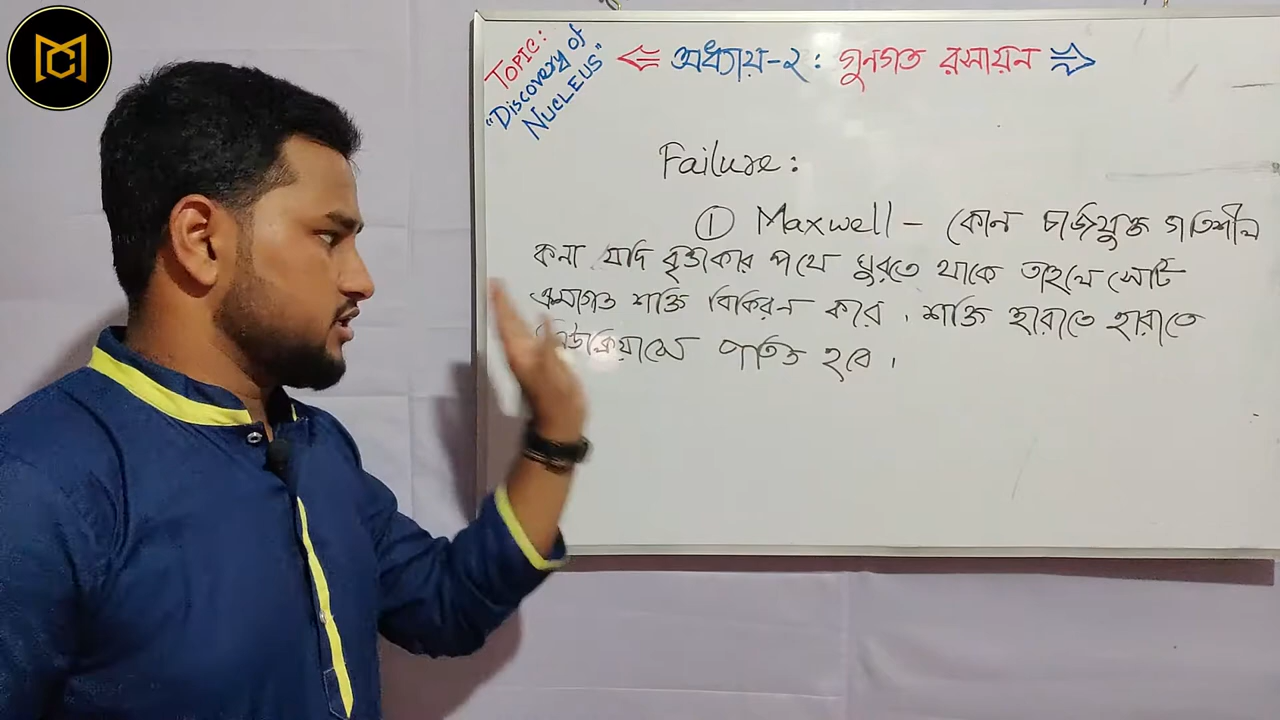 TOPIC:
"Discovery of
NUCLEUS"
অধ্যায়-২ : গুনগত রসায়ন
Failure:
① Maxwell - কোন চার্জযুক্ত গতিশীল
কনা যদি বৃত্তাকার পথে ঘুরতে থাকে তাহলে সেটি
ক্রমাগত শক্তি বিকিরন করে । শক্তি হারাতে হারাতে
নিউক্লিয়াসে পতিত হবে ।